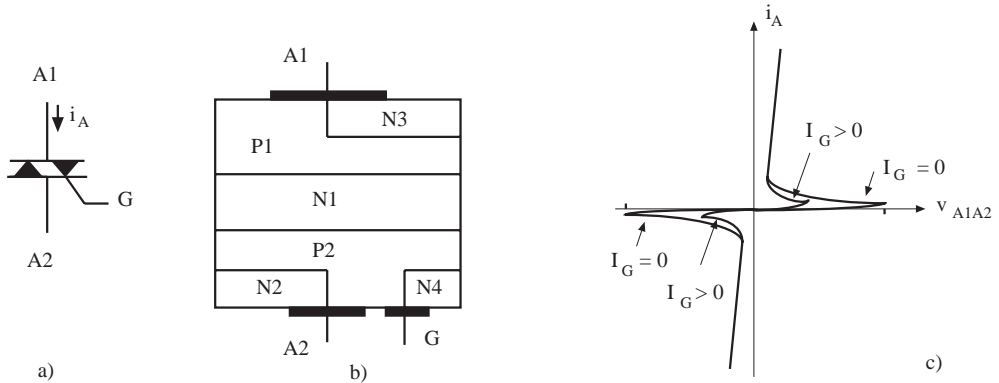 A1
i_A
G
A2
a)
A1
N3
P1
N1
P2
N2
N4
A2
G
b)
i_A
I_G > 0
I_G = 0
v_A1A2
I_G = 0
I_G > 0
c)